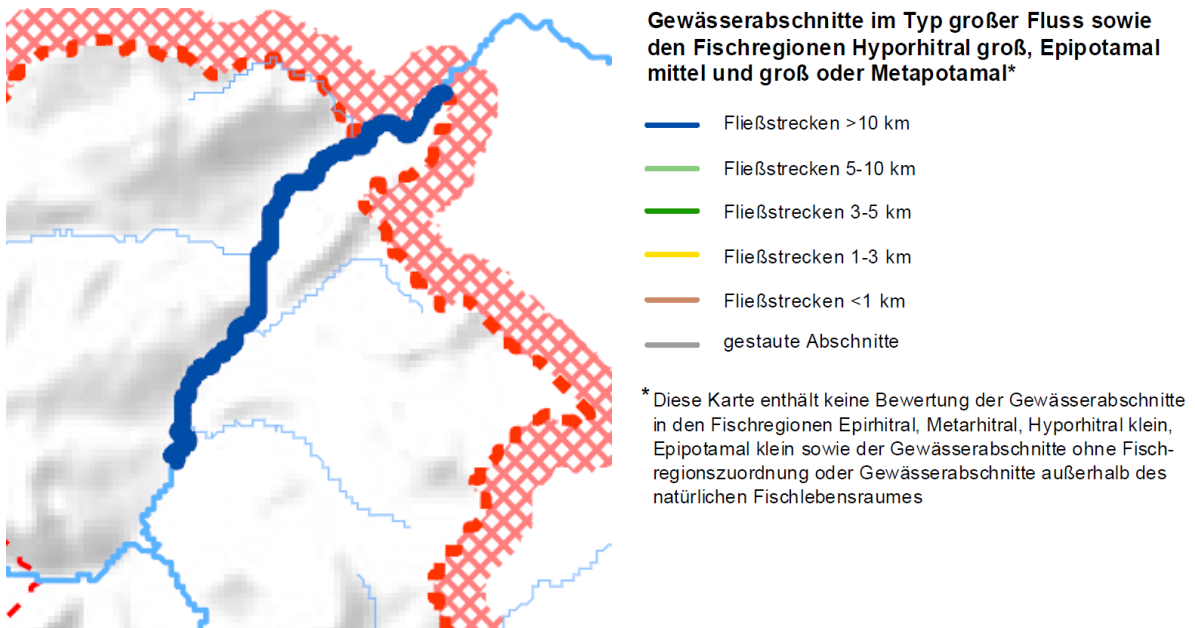 Gewässerabschnitte im Typ großer Fluss sowie
den Fischregionen Hyporhitral groß, Epipotamal
mittel und groß oder Metapotamal*
Fließstrecken >10 km
Fließstrecken 5-10 km
Fließstrecken 3-5 km
Fließstrecken 1-3 km
Fließstrecken <1 km
gestaute Abschnitte
* Diese Karte enthält keine Bewertung der Gewässerabschnitte
in den Fischregionen Epirhitral, Metarhitral, Hyporhitral klein,
Epipotamal klein sowie der Gewässerabschnitte ohne Fisch-
regionszuordnung oder Gewässerabschnitte außerhalb des
natürlichen Fischlebensraumes